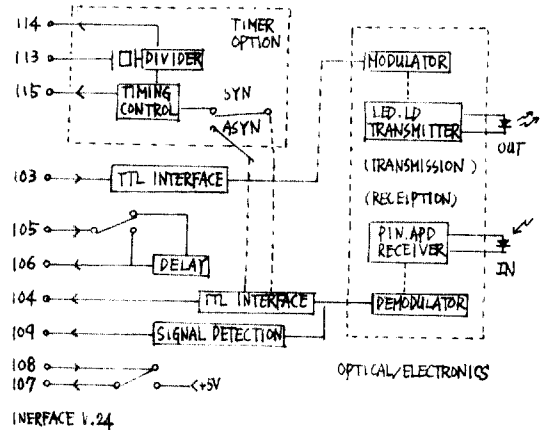 114
TIMER
OPTION
113
DIVIDER
MODULATOR
115
TIMING
CONTROL
SYN
ASYN
LED.LD
TRANSMITTER
OUT
(TRANSMISSION)
103
TTL INTERFACE
(RECEIPTION)
105
PIN.APD
RECEIVER
106
DELAY
IN
104
TTL INTERFACE
DEMODULATOR
109
SIGNAL DETECTION
108
107
<+5V
OPTICAL/ELECTRONICS
INERFACE V.24